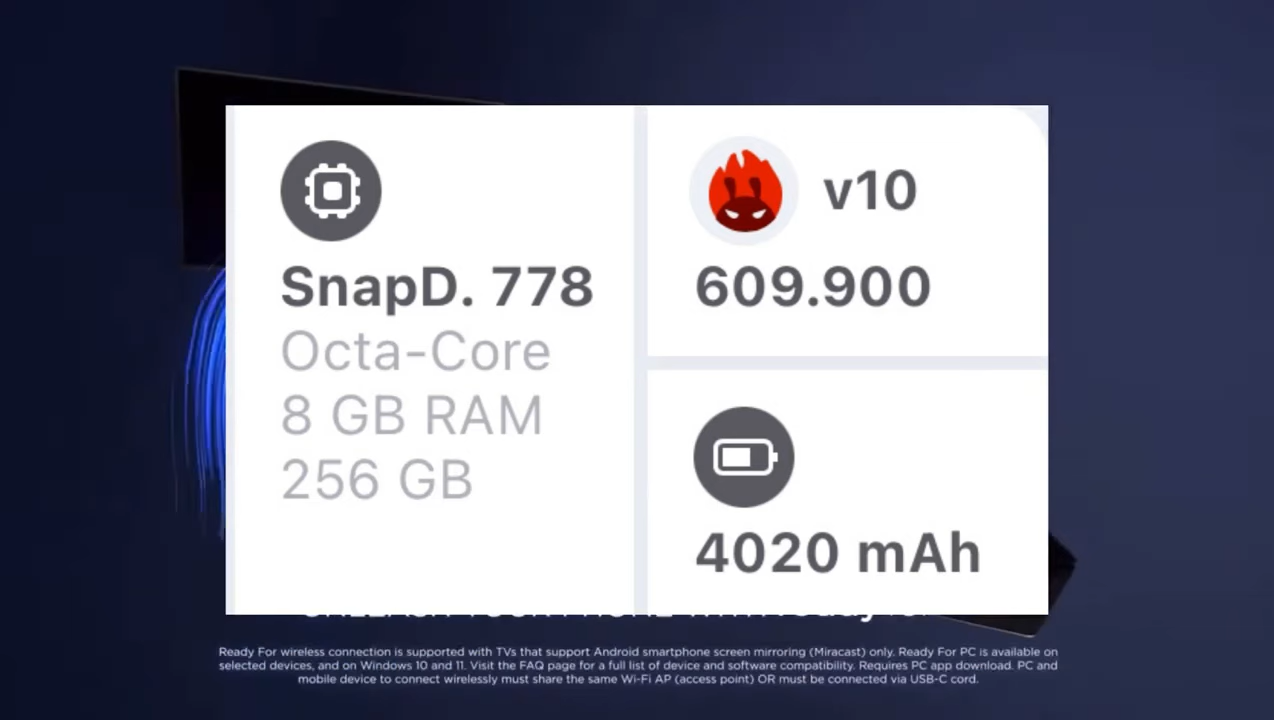 SnapD. 778
Octa-Core
8 GB RAM
256 GB
v10
609.900
4020 mAh
Ready For wireless connection is supported with TVs that support Android smartphone screen mirroring (Miracast) only. Ready For PC is available on
selected devices, and on Windows 10 and 11. Visit the FAQ page for a full list of device and software compatibility. Requires PC app download. PC and
mobile device to connect wirelessly must share the same Wi-Fi AP (access point) OR must be connected via USB-C cord.